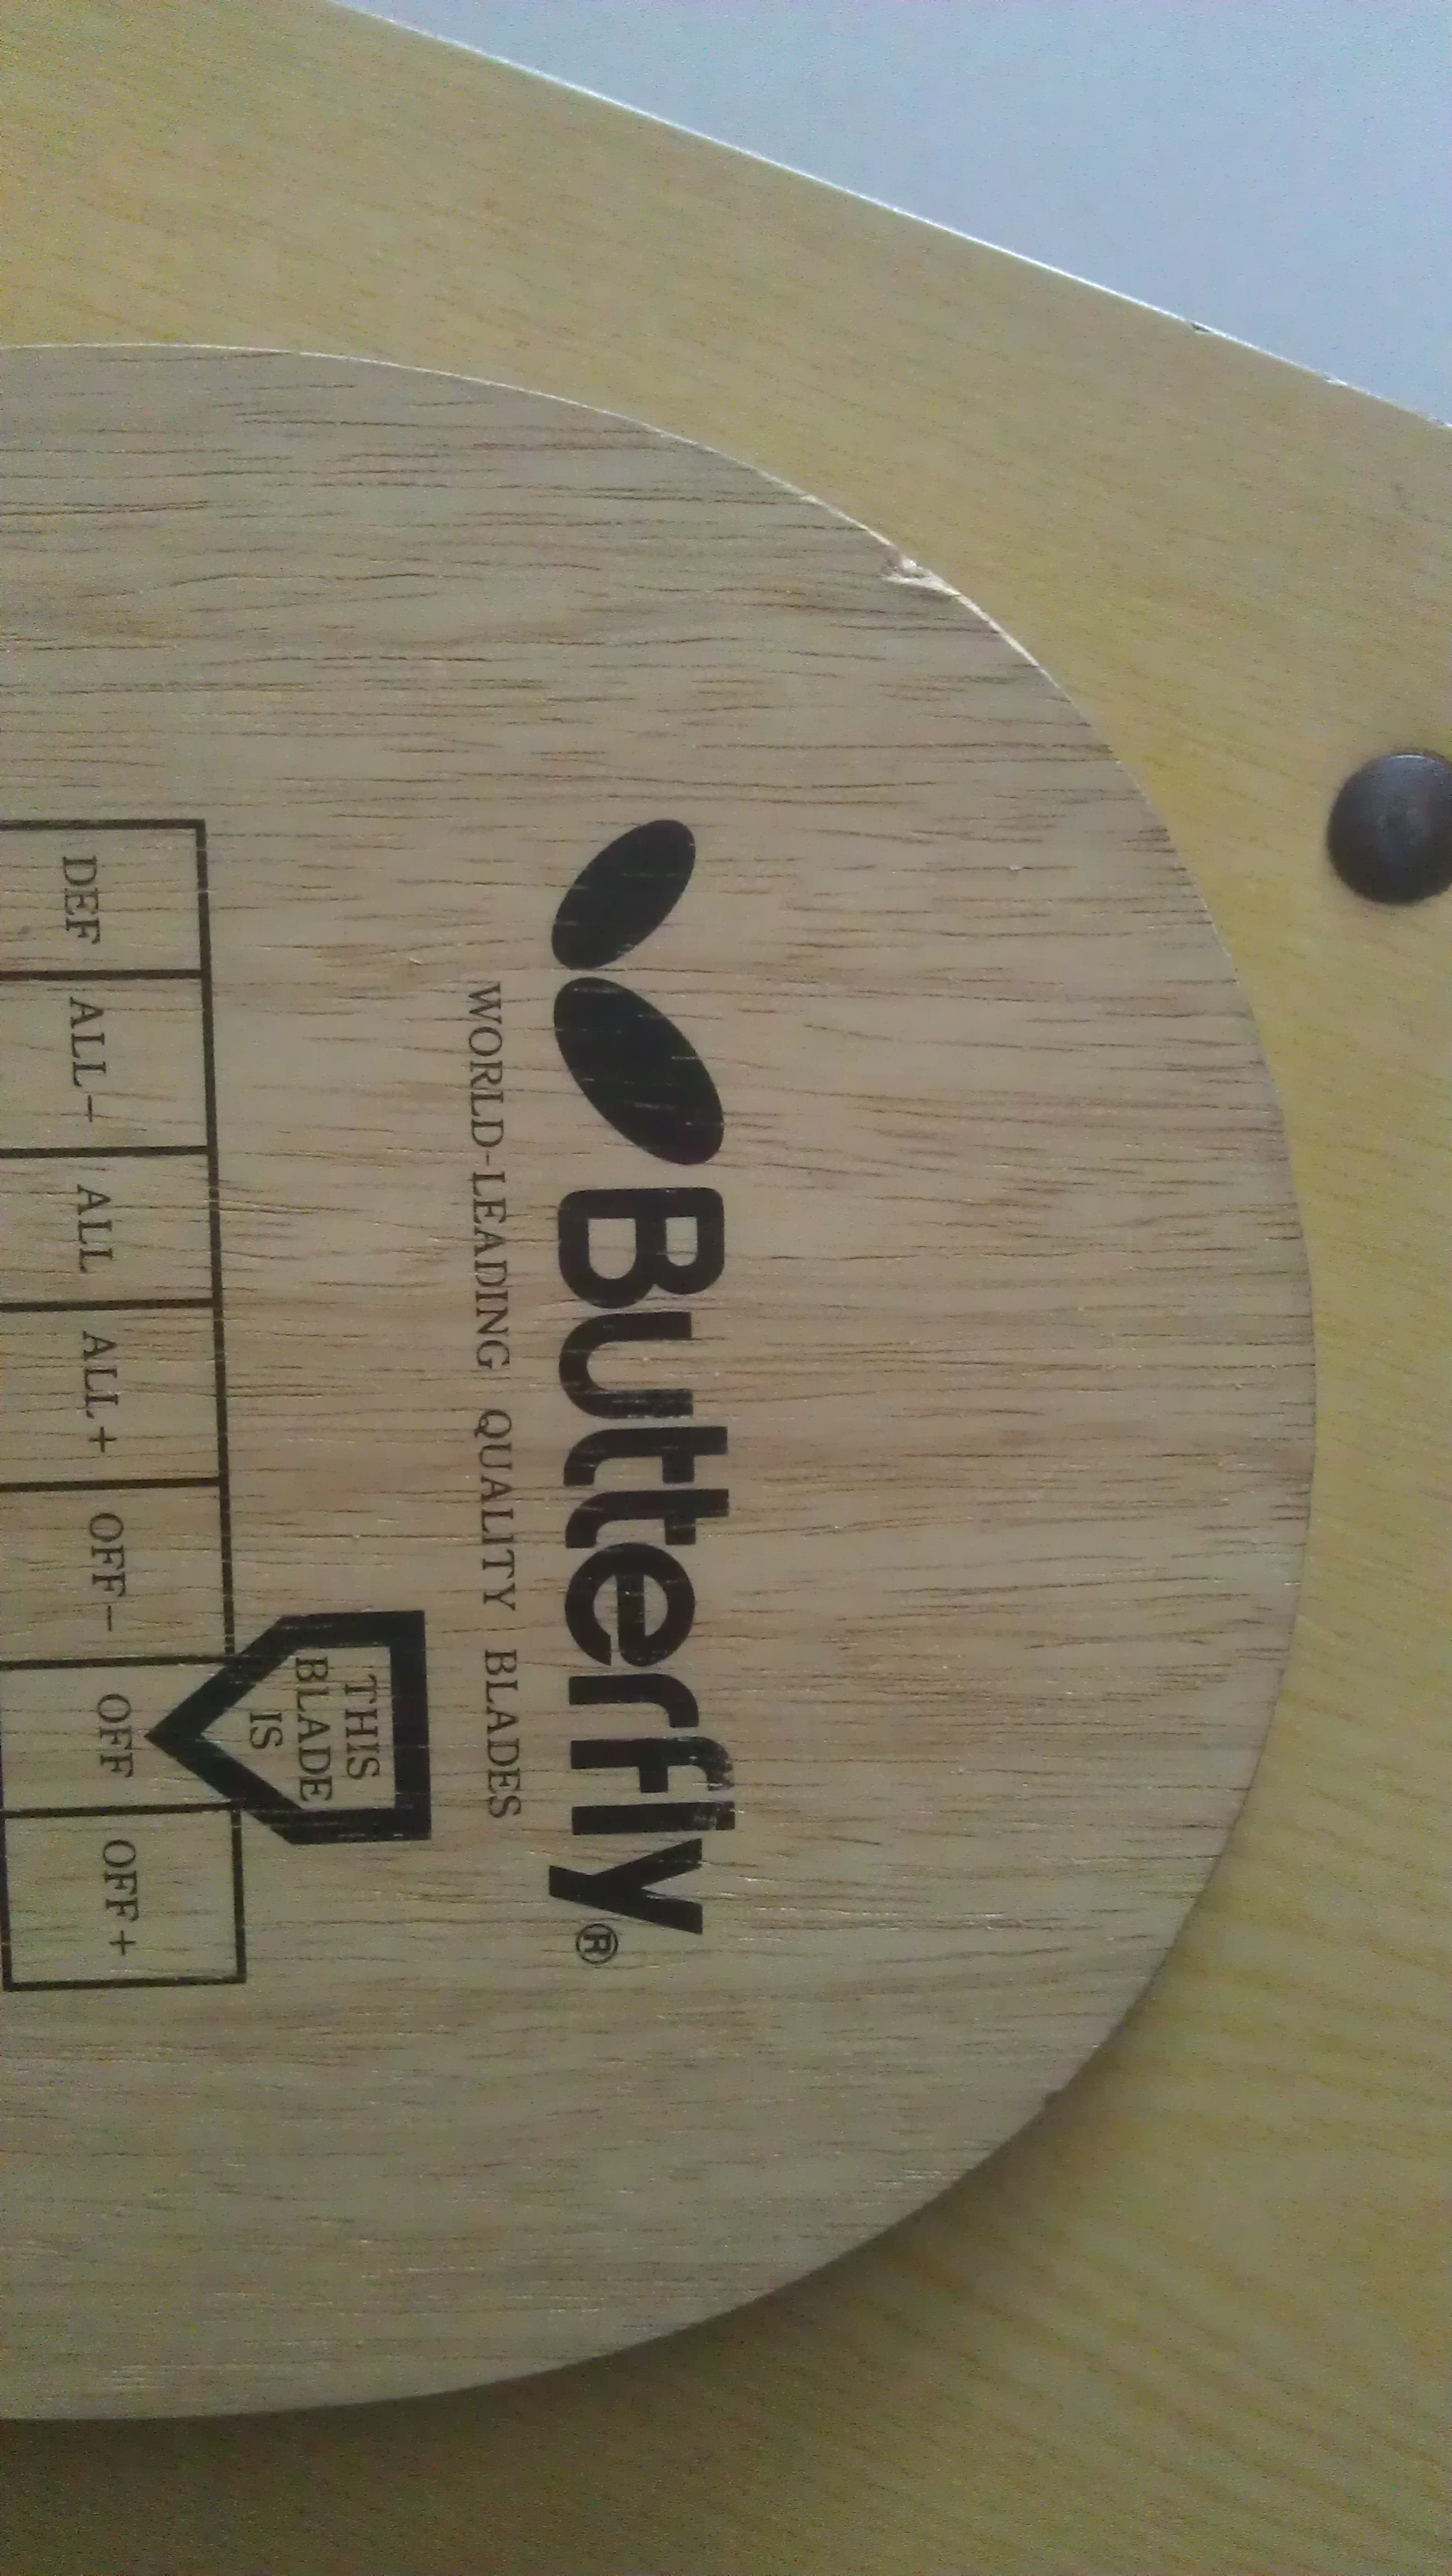 Butterfly®
WORLD-LEADING QUALITY BLADES
THIS
BLADE
IS
DEF ALL- ALL ALL+ OFF- OFF OFF+